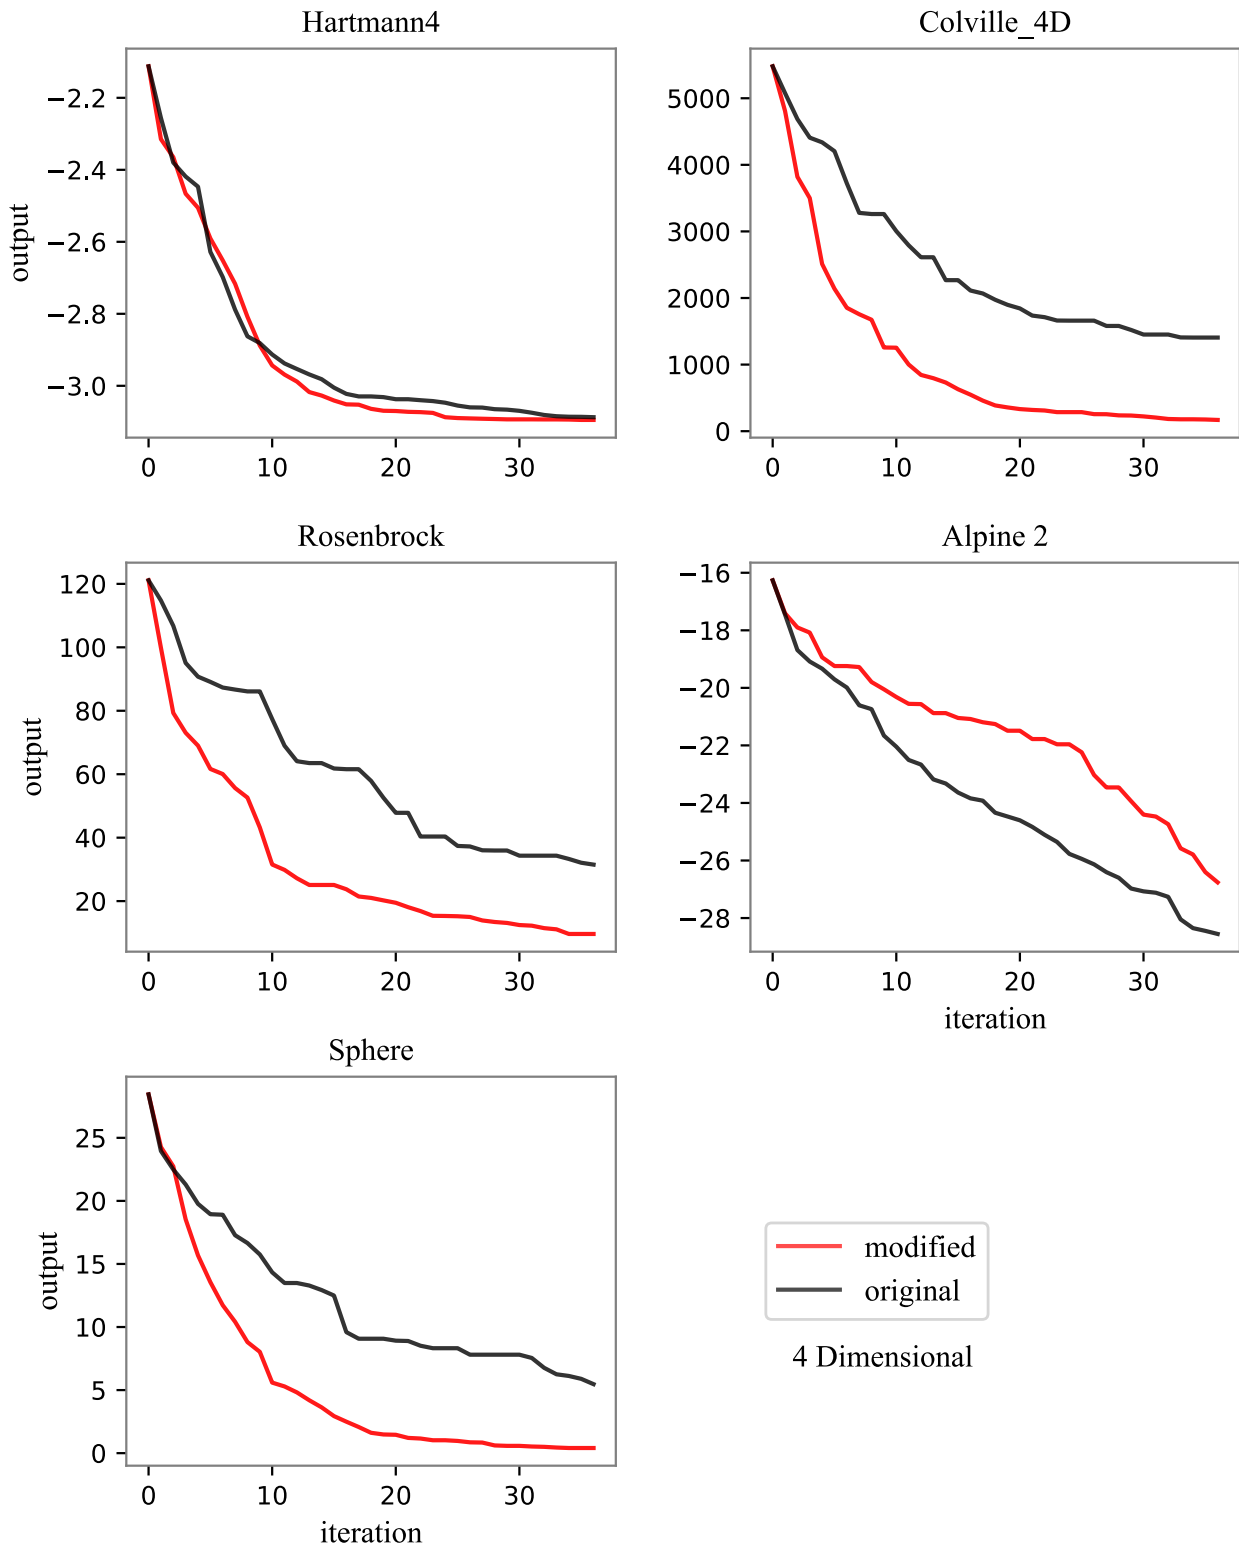 Hartmann4
−2.2
−2.4
−2.6
−2.8
−3.0
output
0 10 20 30
Colville_4D
5000
4000
3000
2000
1000
0
0 10 20 30
Rosenbrock
120
100
80
60
40
20
output
0 10 20 30
Alpine 2
−16
−18
−20
−22
−24
−26
−28
0 10 20 30
iteration
Sphere
25
20
15
10
5
0
output
0 10 20 30
iteration
modified
original
4 Dimensional